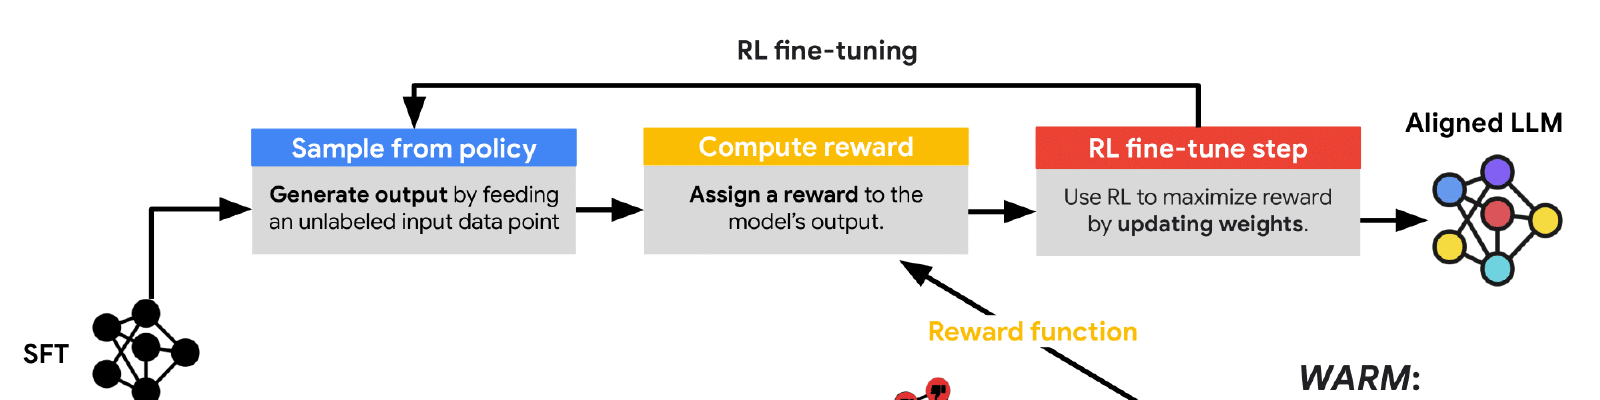 RL fine-tuning
Aligned LLM
Sample from policy
Generate output by feeding
an unlabeled input data point
Compute reward
Assign a reward to the
model's output.
RL fine-tune step
Use RL to maximize reward
by updating weights.
Reward function
SFT
WARM: